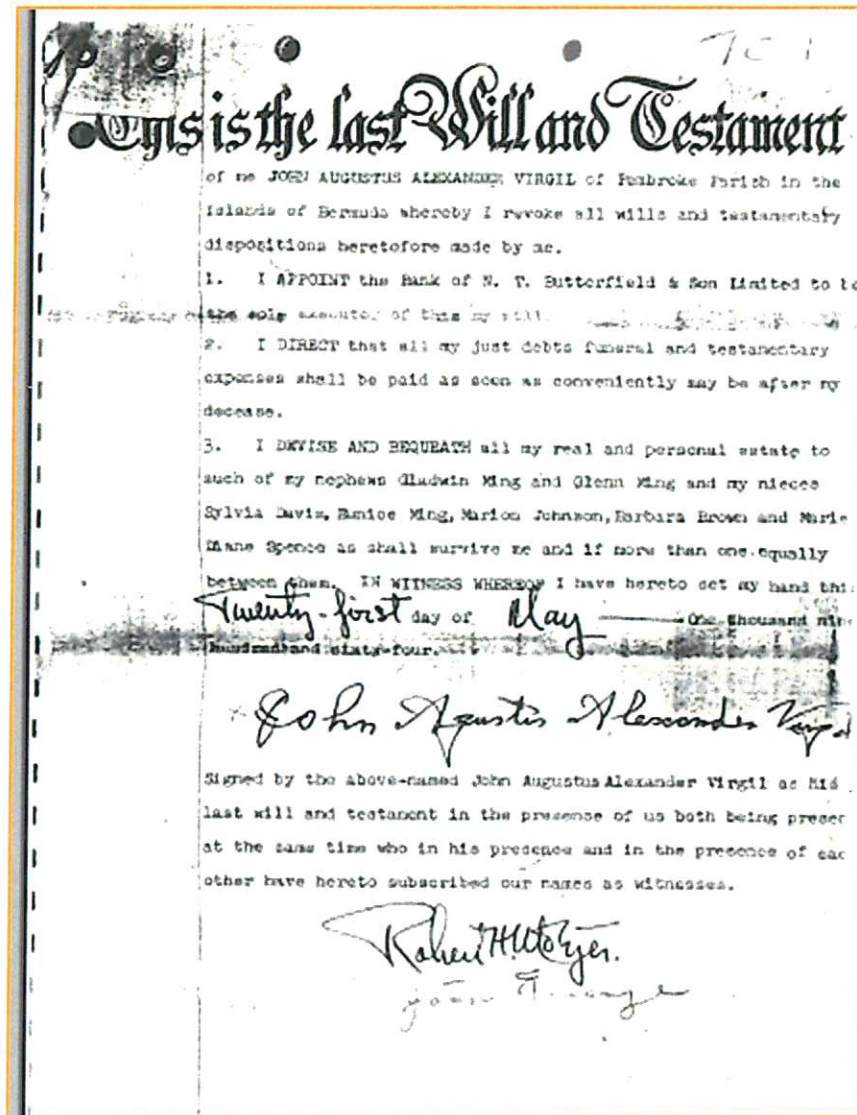 This is the last Will and Testament
of me JOHN AUGUSTUS ALEXANDER VIRGIL of Pembroke Parish in the
Islands of Bermuda whereby I revoke all wills and testamentary
dispositions heretofore made by me.
1. I APPOINT the Bank of N. T. Butterfield & Son Limited to be
the sole executor of this my will.
2. I DIRECT that all my just debts funeral and testamentary
expenses shall be paid as soon as conveniently may be after my
decease.
3. I DEVISE AND BEQUEATH all my real and personal estate to
such of my nephews Gladwin Ming and Glenn Ming and my nieces
Sylvia Davis, Eunice Ming, Marion Johnson, Barbara Brown and Marie
Diane Spence as shall survive me and if more than one equally
between them. IN WITNESS WHEREOF I have hereto set my hand thi
Twenty-first day of May One thousand nine
hundred and sixty-four.
x John Agustis Alexander
Signed by the above-named John Augustus Alexander Virgil as his
last will and testament in the presence of us both being presen
at the same time who in his presence and in the presence of eac
other have hereto subscribed our names as witnesses.
Robert H.
John